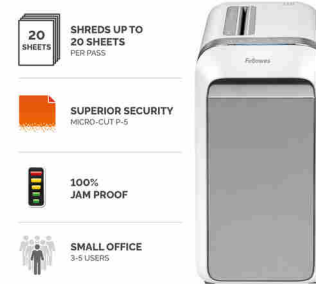 20
SHEETS
SHREDS UP TO
20 SHEETS
PER PASS
SUPERIOR SECURITY
MICRO-CUT P-5
100%
JAM PROOF
SMALL OFFICE
3-5 USERS
Fellowes